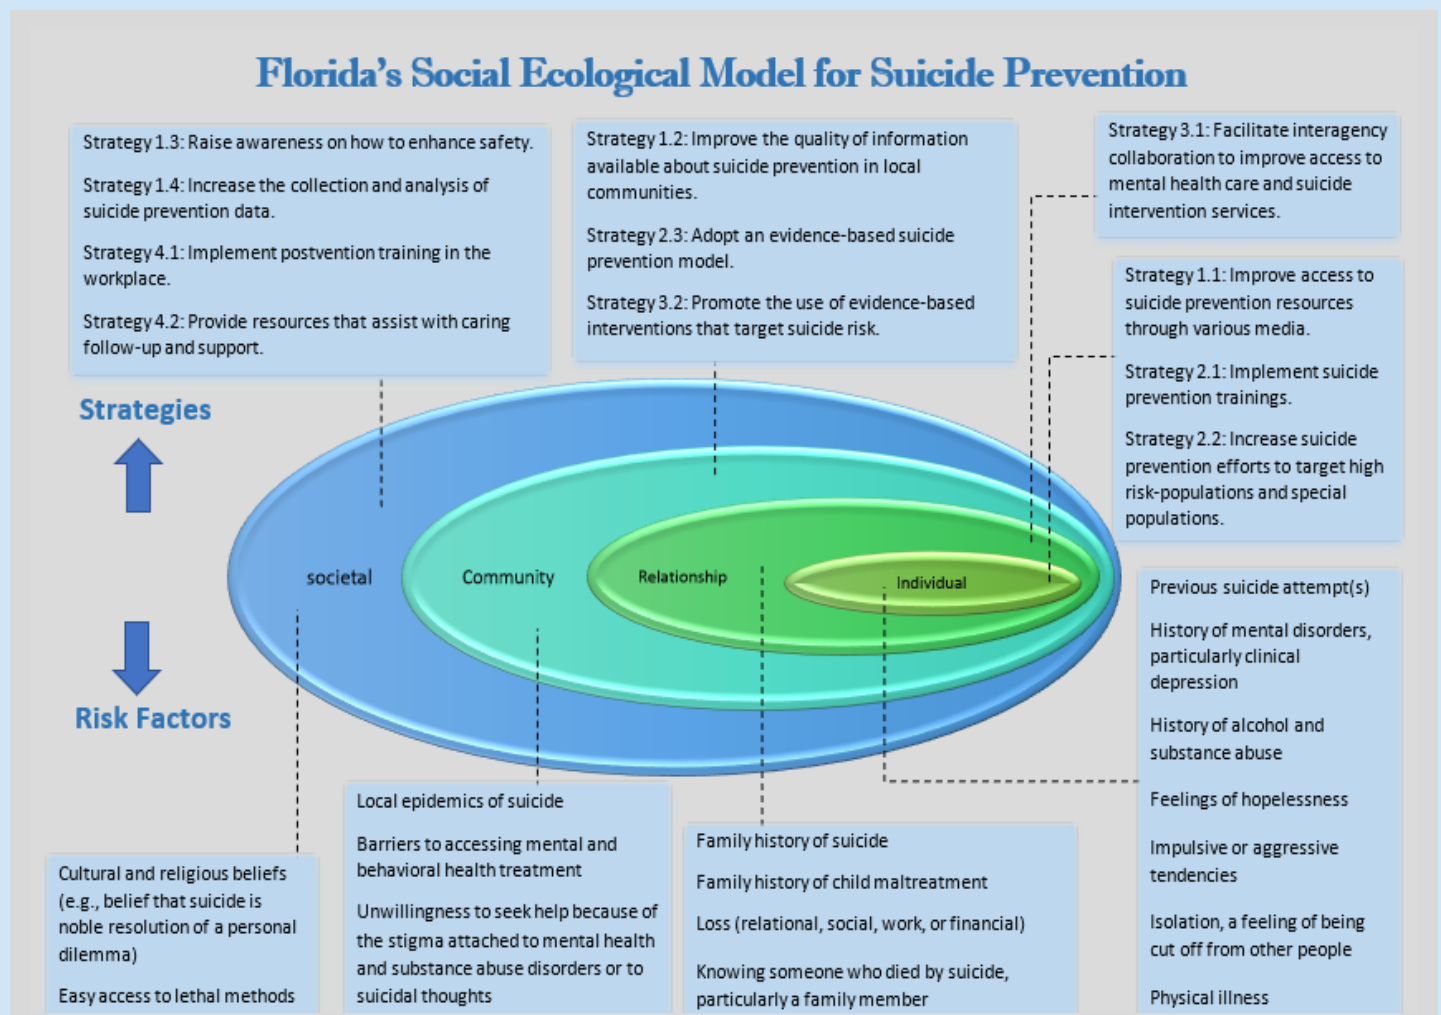 Florida's Social Ecological Model for Suicide Prevention
Strategy 1.3: Raise awareness on how to enhance safety.
Strategy 1.4: Increase the collection and analysis of
suicide prevention data.
Strategy 4.1: Implement postvention training in the
workplace.
Strategy 4.2: Provide resources that assist with caring
follow-up and support.
Strategy 1.2: Improve the quality of information
available about suicide prevention in local
communities.
Strategy 2.3: Adopt an evidence-based suicide
prevention model.
Strategy 3.2: Promote the use of evidence-based
interventions that target suicide risk.
Strategy 3.1: Facilitate interagency
collaboration to improve access to
mental health care and suicide
intervention services.
Strategy 1.1: Improve access to
suicide prevention resources
through various media.
Strategy 2.1: Implement suicide
prevention trainings.
Strategy 2.2: Increase suicide
prevention efforts to target high
risk-populations and special
populations.
Strategies
societal
Community
Relationship
Individual
Risk Factors
Cultural and religious beliefs
(e.g., belief that suicide is
noble resolution of a personal
dilemma)
Easy access to lethal methods
Local epidemics of suicide
Barriers to accessing mental and
behavioral health treatment
Unwillingness to seek help because of
the stigma attached to mental health
and substance abuse disorders or to
suicidal thoughts
Family history of suicide
Family history of child maltreatment
Loss (relational, social, work, or financial)
Knowing someone who died by suicide,
particularly a family member
Previous suicide attempt(s)
History of mental disorders,
particularly clinical
depression
History of alcohol and
substance abuse
Feelings of hopelessness
Impulsive or aggressive
tendencies
Isolation, a feeling of being
cut off from other people
Physical illness